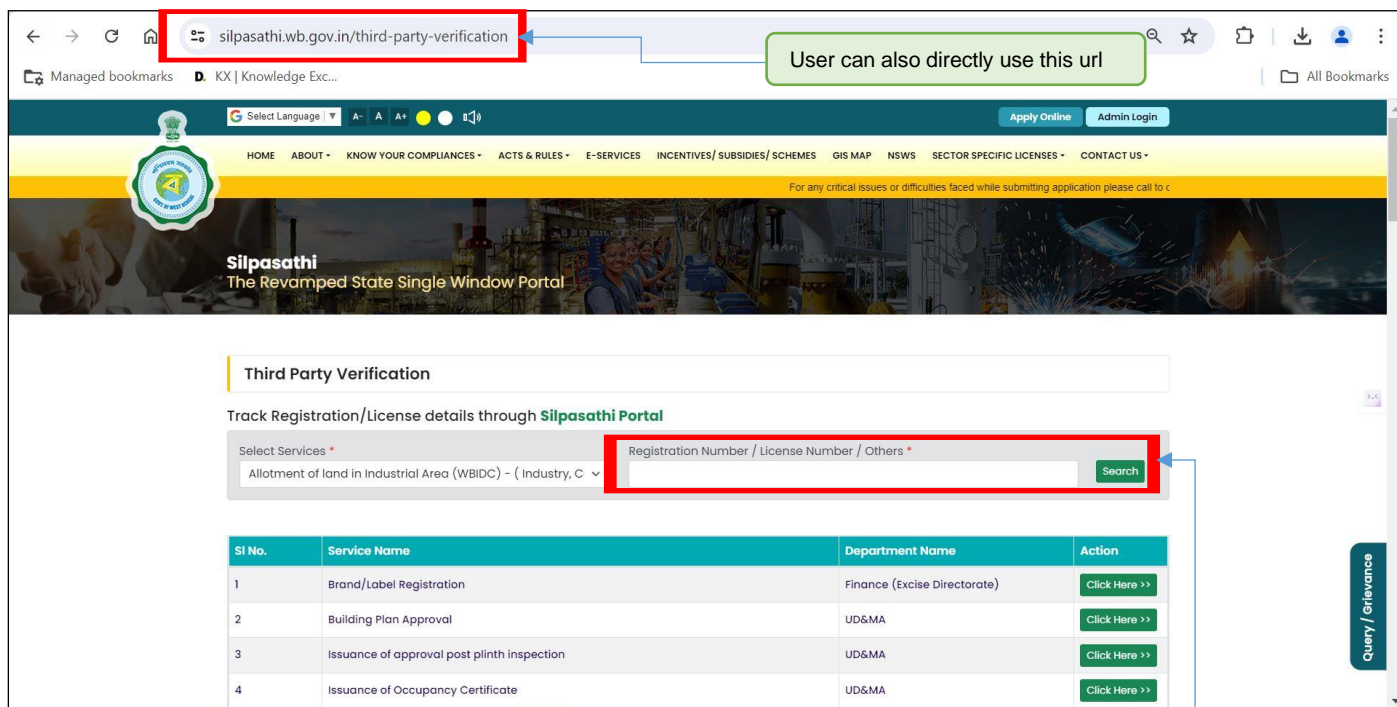 silpasathi.wb.gov.in/third-party-verification
User can also directly use this url
Managed bookmarks D. KX | Knowledge Exc... All Bookmarks
G Select Language ▼ A- A A+ Apply Online Admin Login
HOME ABOUT KNOW YOUR COMPLIANCES ACTS & RULES E-SERVICES INCENTIVES/ SUBSIDIES/ SCHEMES GIS MAP NSWS SECTOR SPECIFIC LICENSES CONTACT US
For any critical issues or difficulties faced while submitting application please call to c
Silpasathi
The Revamped State Single Window Portal
Third Party Verification
Track Registration/License details through Silpasathi Portal
Select Services * Registration Number / License Number / Others *
Allotment of land in Industrial Area (WBIDC) - ( Industry, C Search
Sl No. Service Name Department Name Action
1 Brand/Label Registration Finance (Excise Directorate) Click Here >>
2 Building Plan Approval UD&MA Click Here >>
3 Issuance of approval post plinth inspection UD&MA Click Here >>
4 Issuance of Occupancy Certificate UD&MA Click Here >>
Query / Grievance